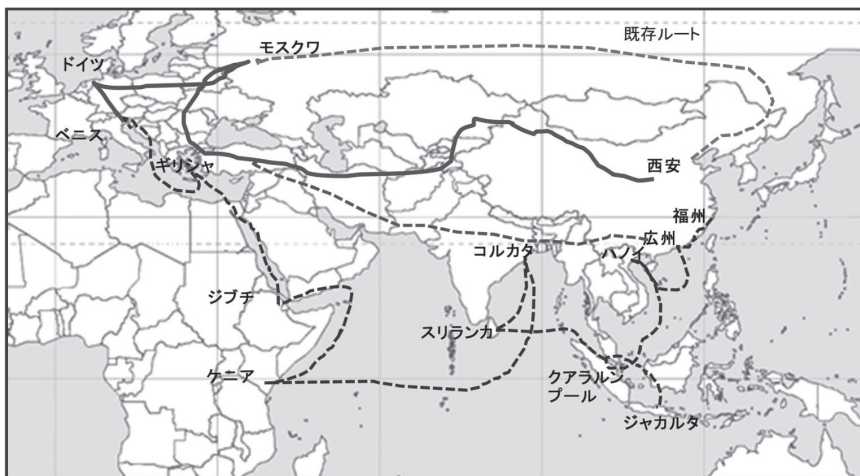 既存ルート
モスクワ
ドイツ
ベニス
ギリシャ
西安
福州
広州
ハノイ
コルカタ
ジブチ
スリランカ
ケニア
クアラルン
プール
ジャカルタ